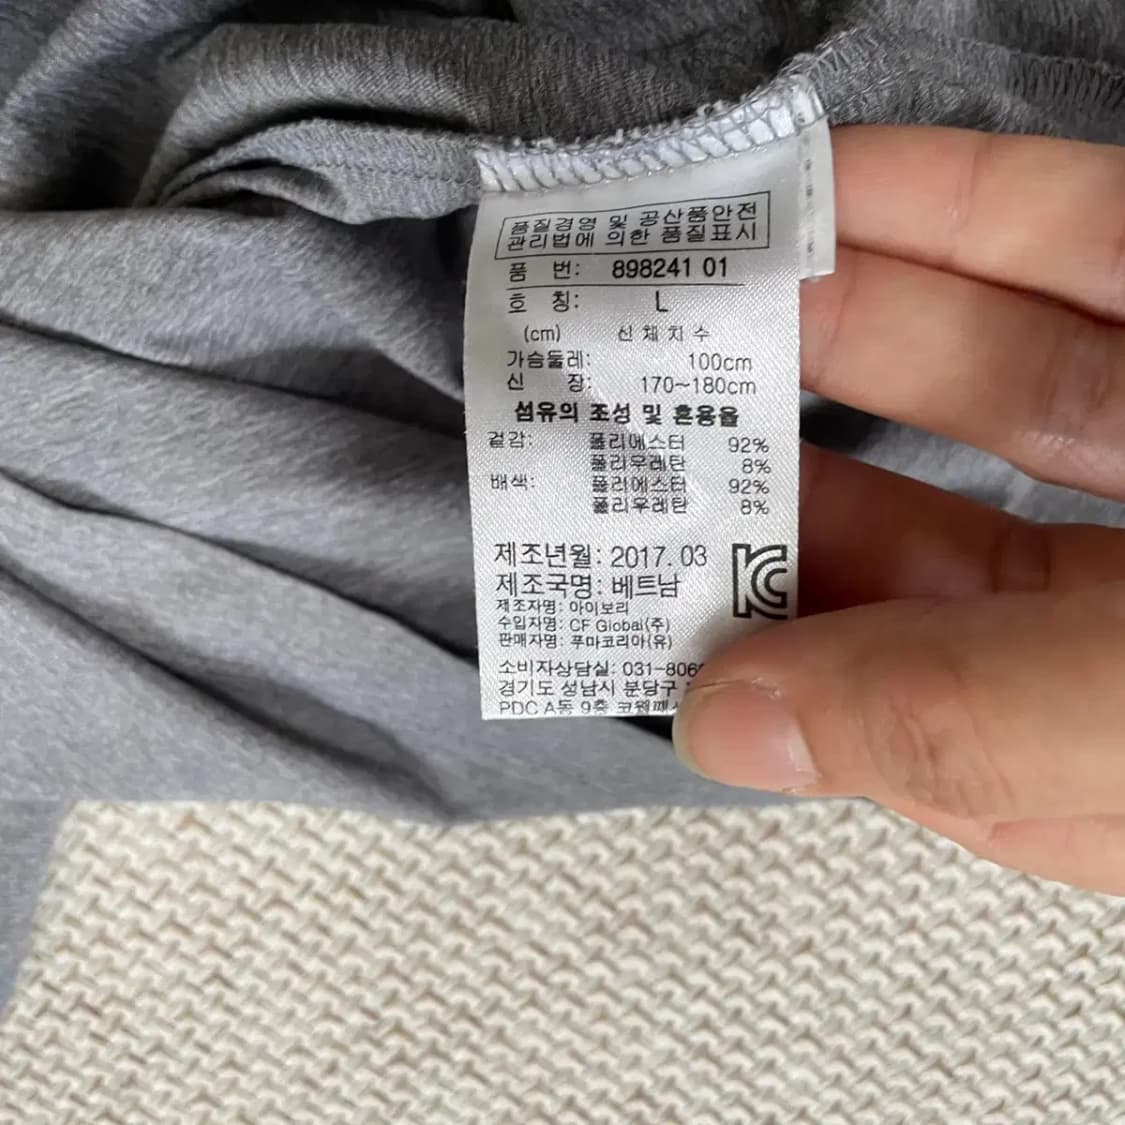 품질경영 및 공산품안전
관리법에 의한 품질표시
품 번: 898241 01
호 칭: L
(cm) 신체치수
가슴둘레: 100cm
신 장: 170~180cm
섬유의 조성 및 혼용율
겉감: 폴리에스터 92%
폴리우레탄 8%
배색: 폴리에스터 92%
폴리우레탄 8%
제조년월: 2017. 03
제조국명: 베트남
제조자명: 아이보리
수입자명: CF Global(주)
판매자명: 푸마코리아(유)
소비자상담실: 031-806
경기도 성남시 분당구
PDC A동 9층